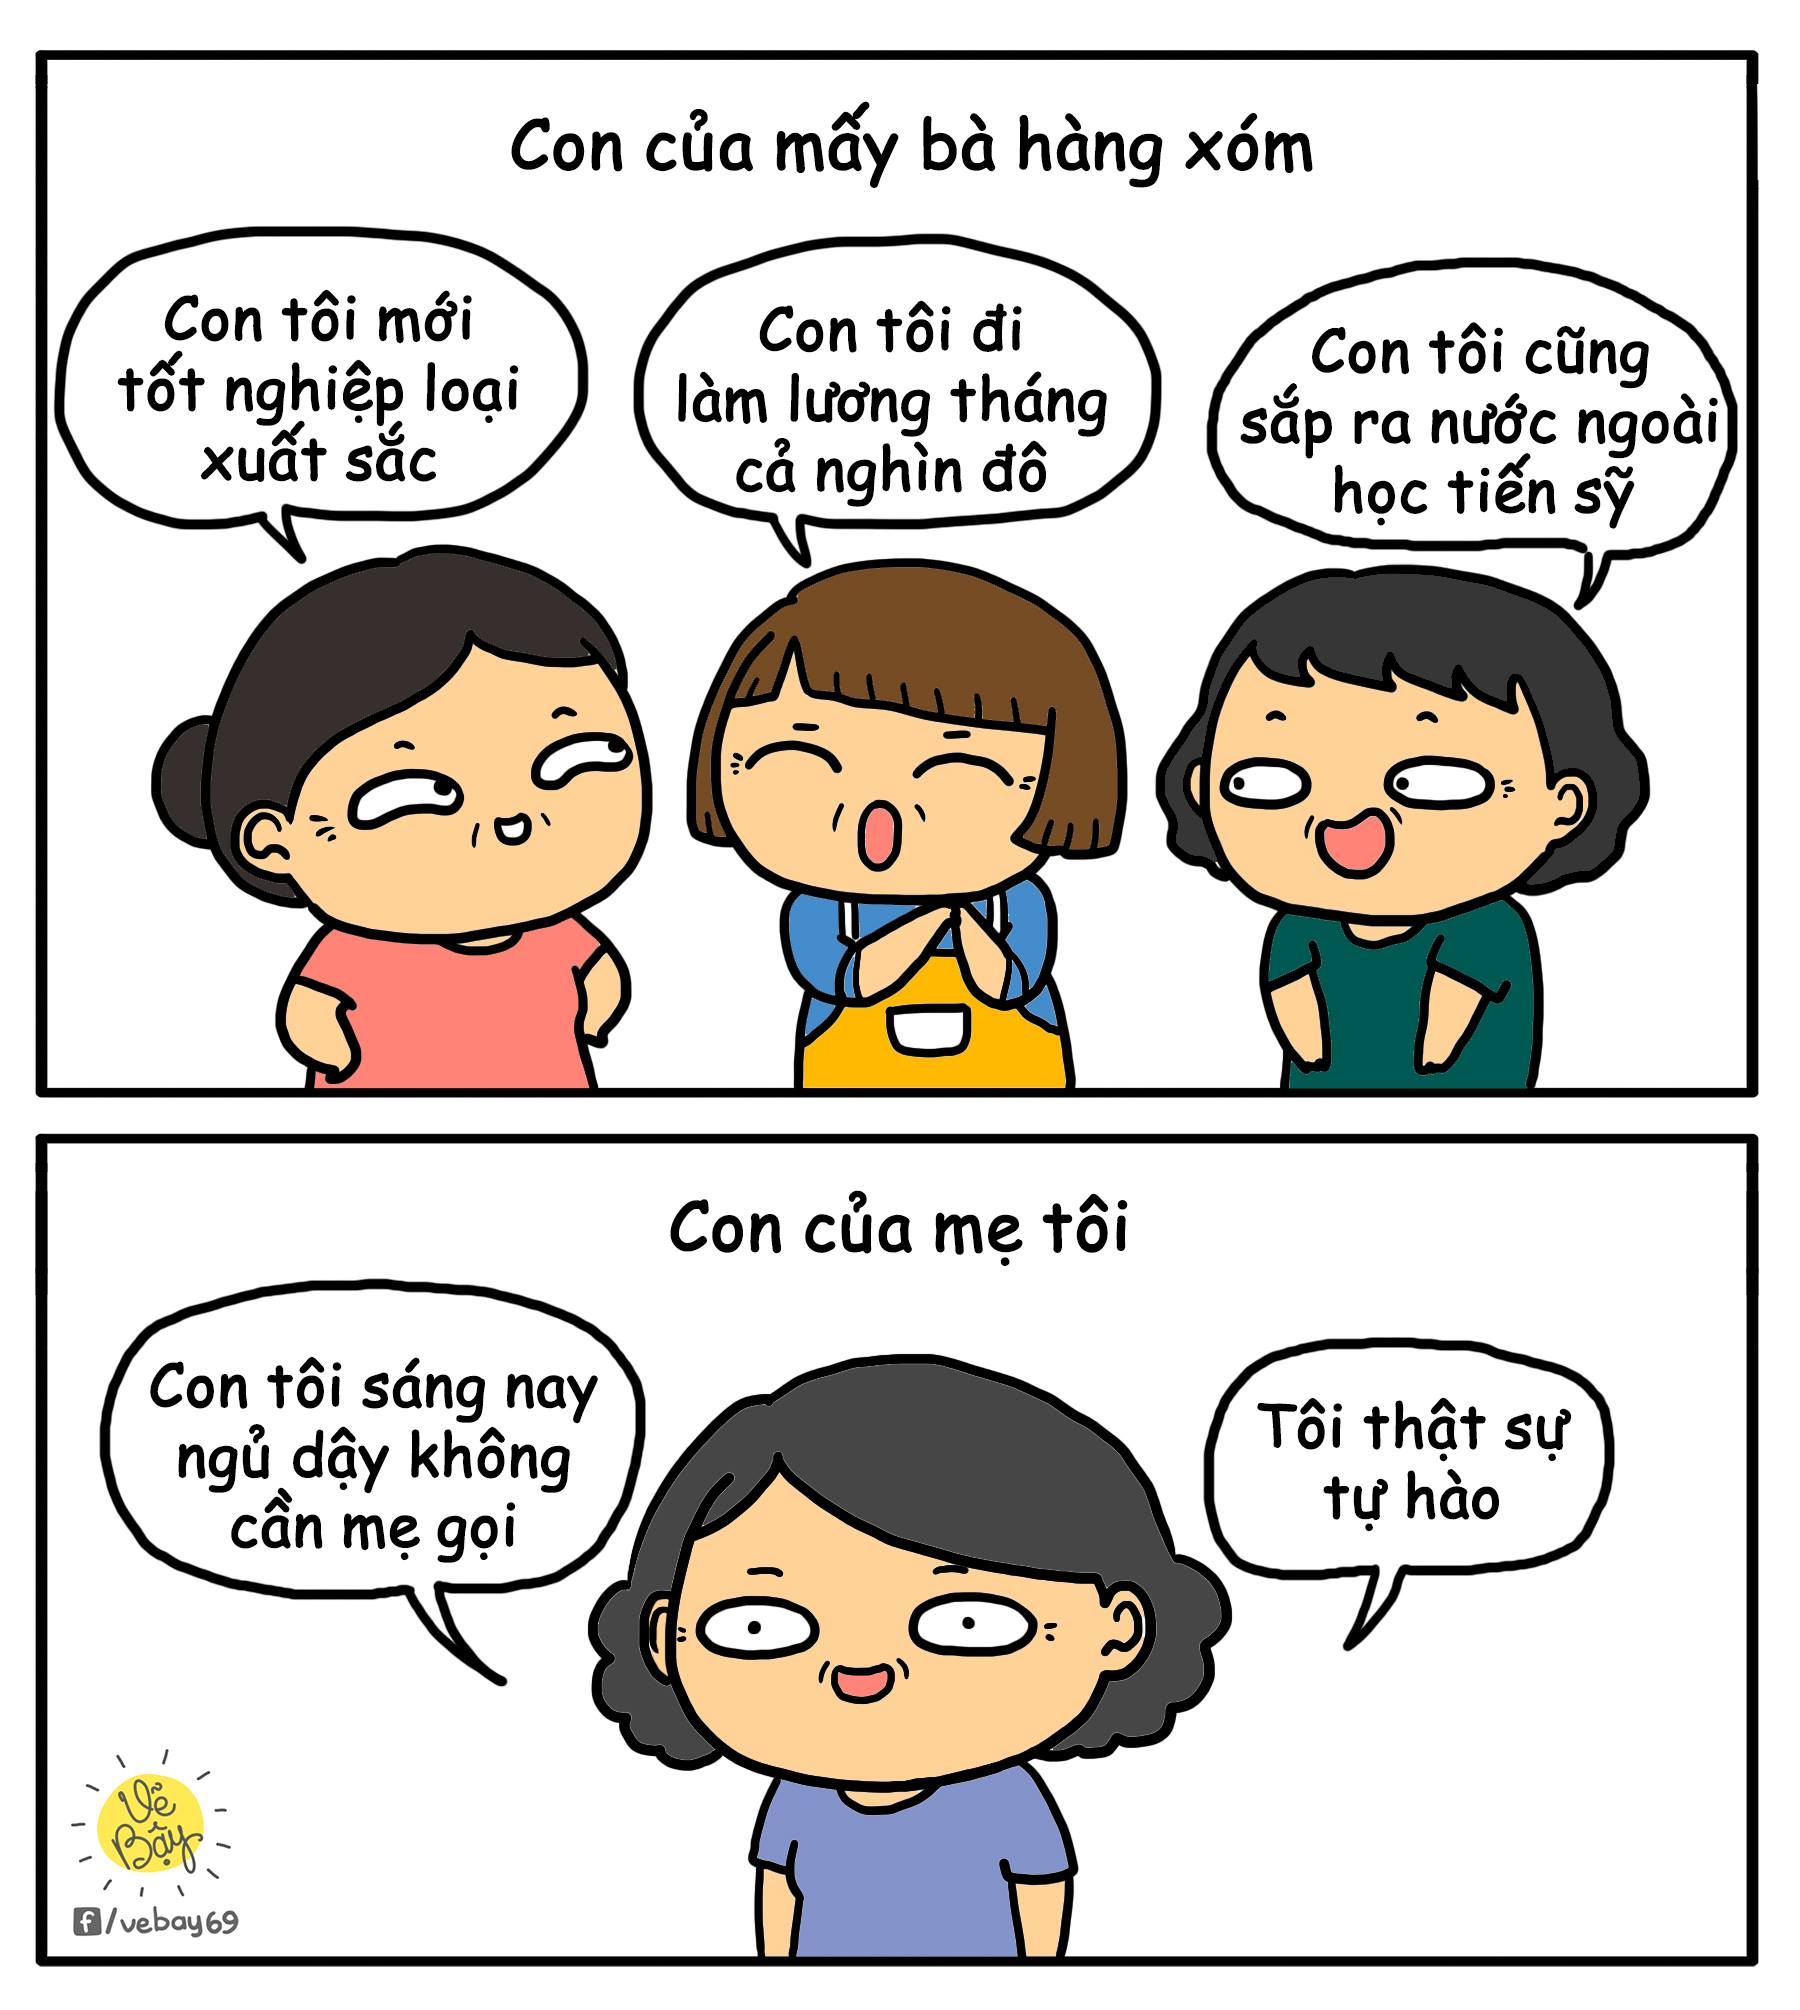 Con của mấy bà hàng xóm
Con tôi mới
tốt nghiệp loại
xuất sắc
Con tôi đi
làm lương tháng
cả nghìn đô
Con tôi cũng
sắp ra nước ngoài
học tiến sỹ
Con của mẹ tôi
Con tôi sáng nay
ngủ dậy không
cần mẹ gọi
Tôi thật sự
tự hào
Vẽ
Bậy
f/vebay69